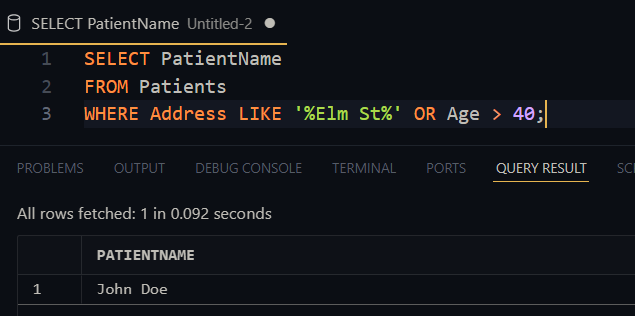 SELECT PatientName Untitled-2
1 SELECT PatientName
2 FROM Patients
3 WHERE Address LIKE '%Elm St%' OR Age > 40;
PROBLEMS OUTPUT DEBUG CONSOLE TERMINAL PORTS QUERY RESULT SC
All rows fetched: 1 in 0.092 seconds
PATIENTNAME
1 John Doe